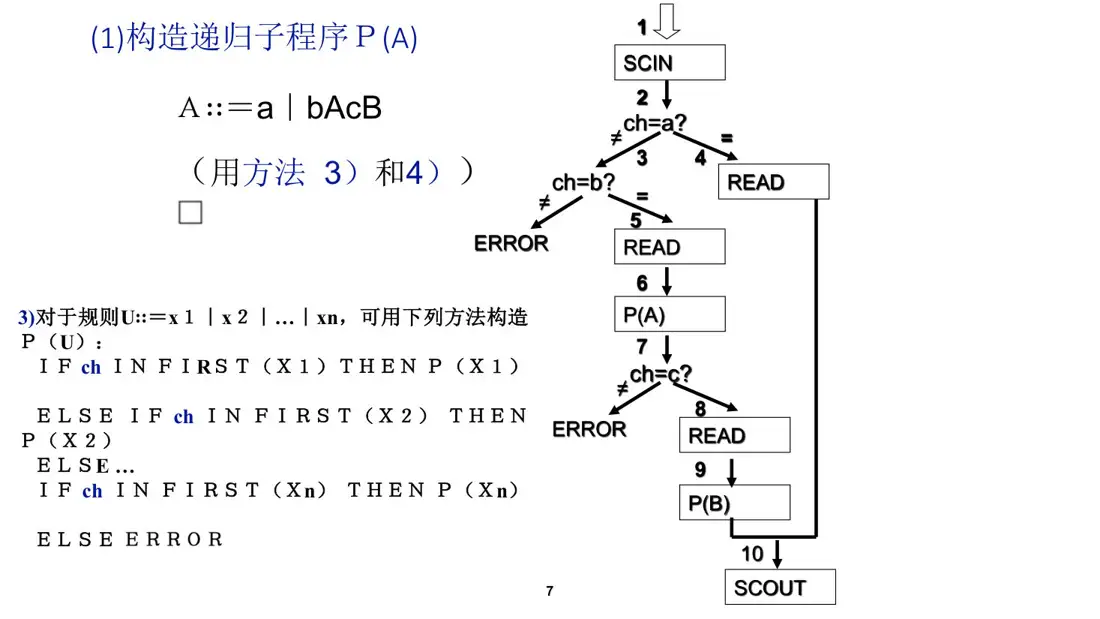 (1)构造递归子程序Ｐ(A)
Ａ∷＝a｜bAcB
（用方法 3）和4））
3)对于规则U∷＝x１｜x２｜…｜xn，可用下列方法构造
Ｐ（U）：
ＩＦ ch ＩＮ ＦＩRＳＴ（Ｘ１）ＴＨＥＮ Ｐ（Ｘ１）
ＥＬＳＥ ＩＦ ch ＩＮ ＦＩＲＳＴ（Ｘ２） ＴＨＥＮ
Ｐ（Ｘ２）
ＥＬＳE …
ＩＦ ch ＩＮ ＦＩＲＳＴ（Ｘn） ＴＨＥＮ Ｐ（Ｘn）
ＥＬＳＥ ＥＲＲＯＲ
1
SCIN
2
ch=a?
≠
=
3
4
ch=b?
READ
≠
=
5
ERROR
READ
6
P(A)
7
ch=c?
≠
8
ERROR
READ
9
P(B)
10
SCOUT
7